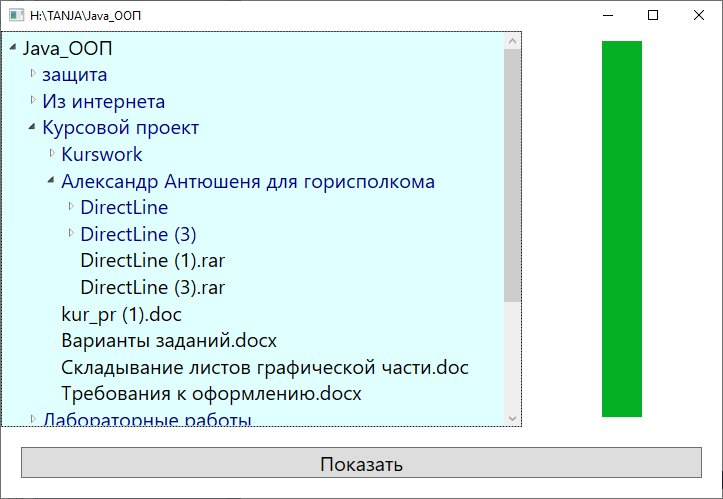 H:\TANJA\Java_ООП
Java_ООП
защита
Из интернета
Курсовой проект
Kurswork
Александр Антюшеня для горисполкома
DirectLine
DirectLine (3)
DirectLine (1).rar
DirectLine (3).rar
kur_pr (1).doc
Варианты заданий.docx
Складывание листов графической части.doc
Требования к оформлению.docx
Лабораторные работы
Показать